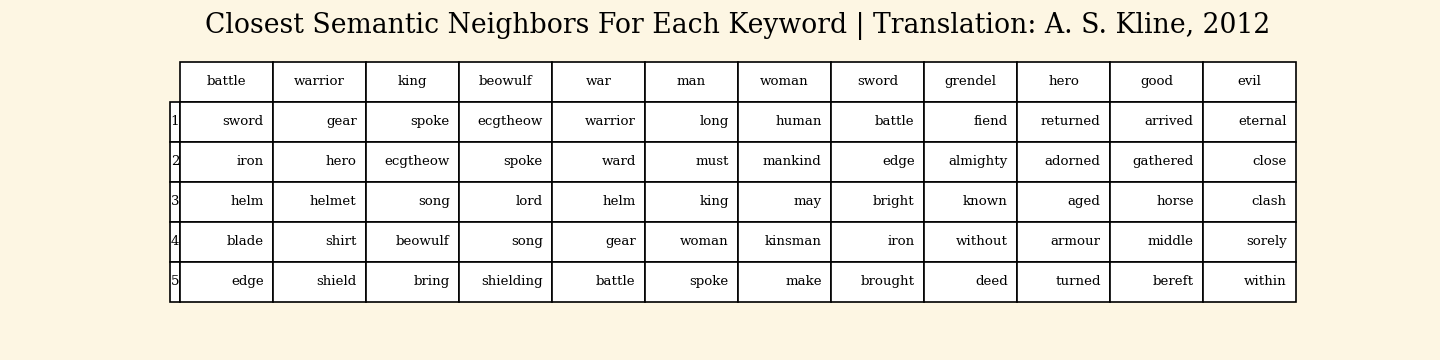 Closest Semantic Neighbors For Each Keyword | Translation: A. S. Kline, 2012
battle warrior king beowulf war man woman sword grendel hero good evil
1 sword gear spoke ecgtheow warrior long human battle fiend returned arrived eternal
2 iron hero ecgtheow spoke ward must mankind edge almighty adorned gathered close
3 helm helmet song lord helm king may bright known aged horse clash
4 blade shirt beowulf song gear woman kinsman iron without armour middle sorely
5 edge shield bring shielding battle spoke make brought deed turned bereft within